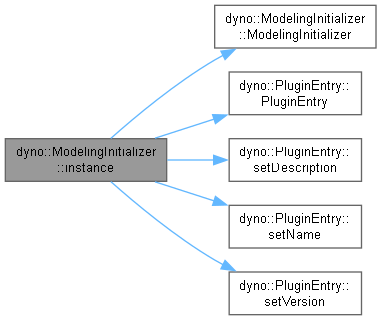 dyno::ModelingInitializer
::ModelingInitializer
dyno::PluginEntry::
PluginEntry
dyno::ModelingInitializer
::instance
dyno::PluginEntry::
setDescription
dyno::PluginEntry::
setName
dyno::PluginEntry::
setVersion